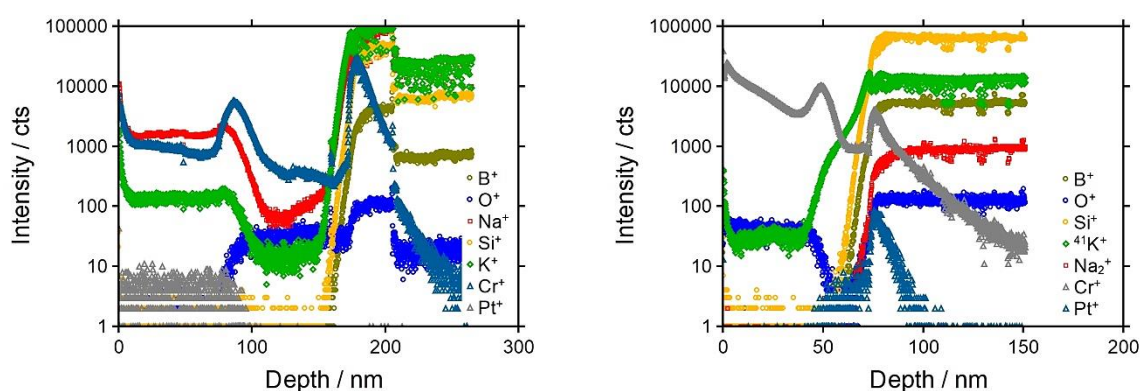 100000
10000
1000
100
10
1
Intensity / cts
0
100
200
300
Depth / nm
B⁺
O⁺
Na⁺
Si⁺
K⁺
Cr⁺
Pt⁺
100000
10000
1000
100
10
1
Intensity / cts
0
50
100
150
200
Depth / nm
B⁺
O⁺
Si⁺
⁴¹K⁺
Na₂⁺
Cr⁺
Pt⁺